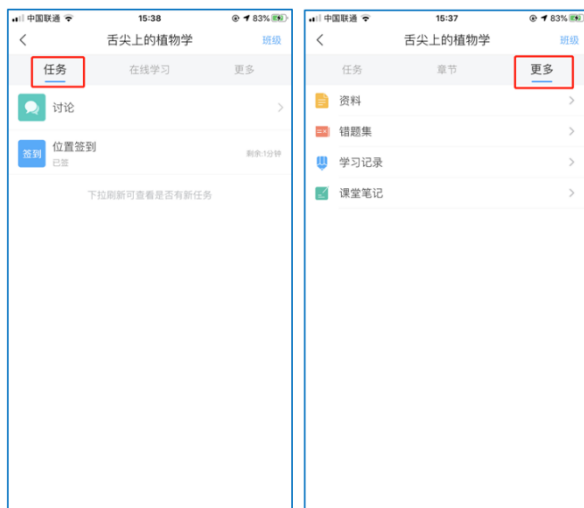 中国联通 15:38 83%
舌尖上的植物学 班级
任务 在线学习 更多
讨论
签到 位置签到 剩余:1分钟
已签
下拉刷新可查看是否有新任务
中国联通 15:37 83%
舌尖上的植物学 班级
任务 章节 更多
资料
错题集
学习记录
课堂笔记